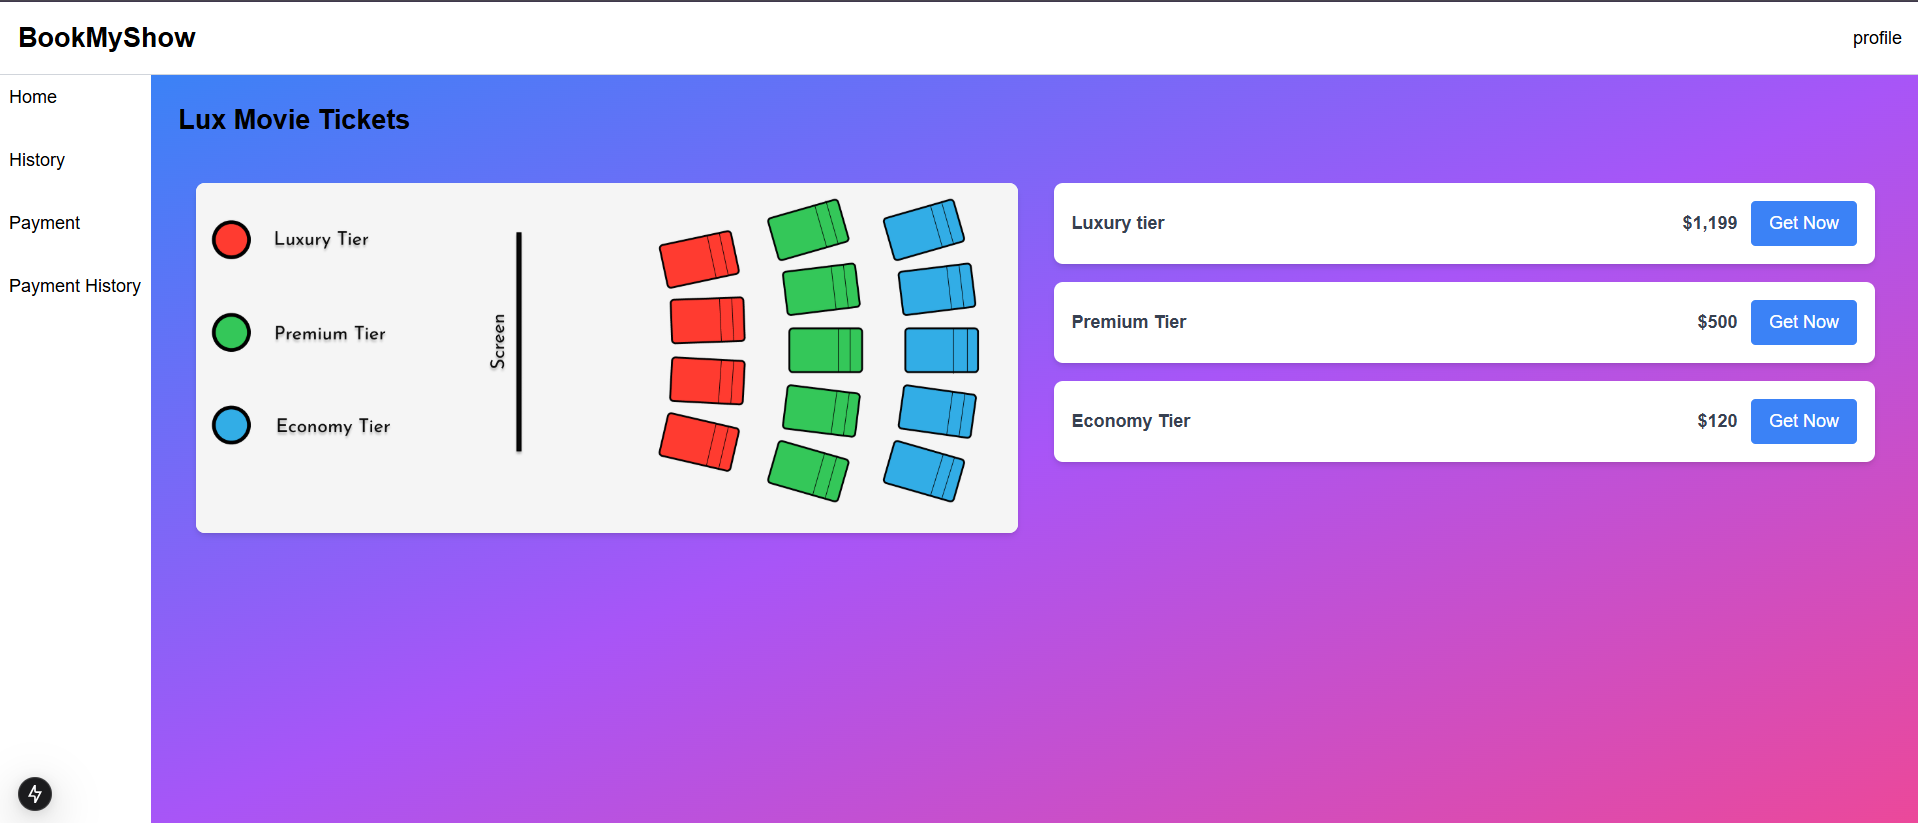 BookMyShow
profile
Home
History
Payment
Payment History
Lux Movie Tickets
Luxury Tier
Premium Tier
Economy Tier
Screen
Luxury tier
$1,199
Get Now
Premium Tier
$500
Get Now
Economy Tier
$120
Get Now